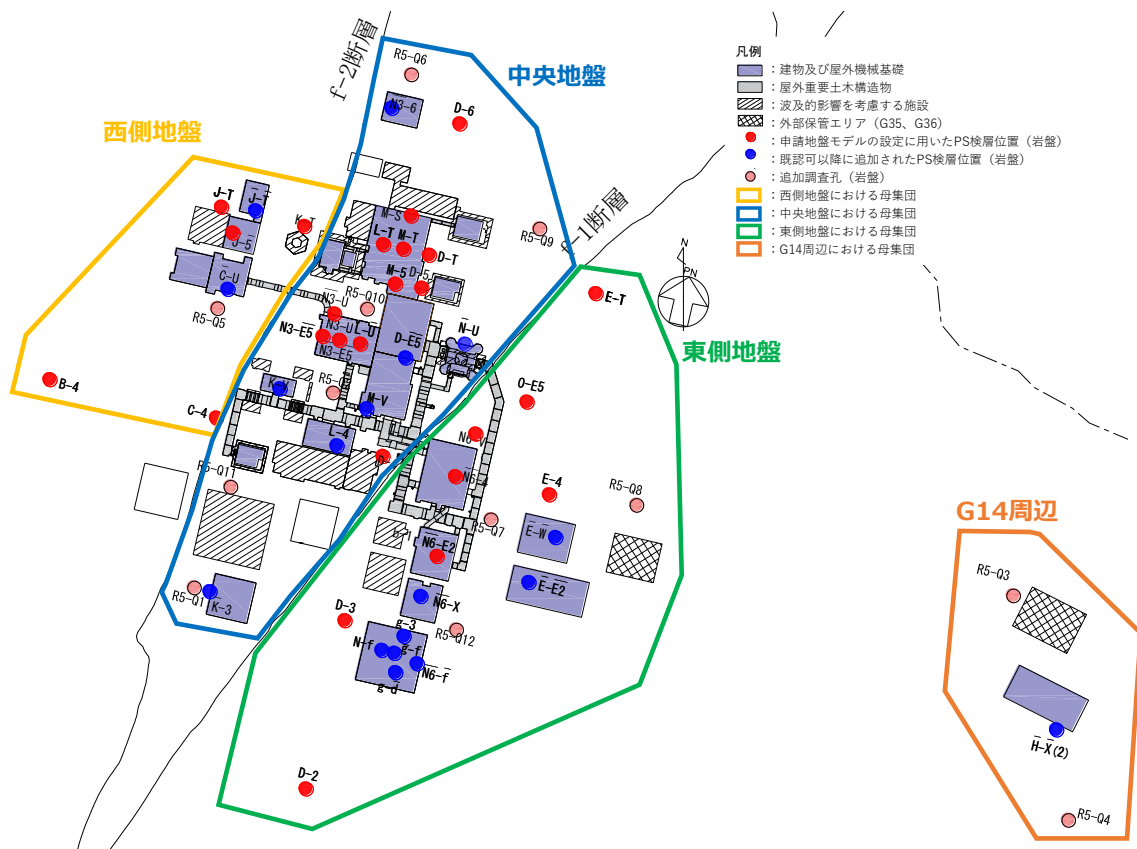 f-2断層
R5-Q6
中央地盤
N3-6
D-6
西側地盤
凡例
：建物及び屋外機械基礎
：屋外重要土木構造物
：波及的影響を考慮する施設
：外部保管エリア（G35、G36）
：申請地盤モデルの設定に用いたPS検層位置（岩盤）
：既認可以降に追加されたPS検層位置（岩盤）
：追加調査孔（岩盤）
：西側地盤における母集団
：中央地盤における母集団
：東側地盤における母集団
：G14周辺における母集団
J-T
J̅-T̅
K-T
M-S
J-5
L-T
M-T
D-T
R5-Q9
f-1断層
N
PN
C̅-U
M-5
D-5
E-T
R5-Q5
N̅3-U
R5-Q10
N̅-U
東側地盤
N3-E5
N3-U
L-U̅
N3-E5
D-E̅5
B-4
K-V
O-E5
M-V
C-4
L-4
N6-V
R5-Q11
N6-4
E-4
R5-Q8
R5-Q7
G14周辺
E̅-W̅
N6-E2
R5-Q3
R5-Q1
K̅-3
E̅-E̅2
N6-X
D-3
R5-Q12
g-3
N-f
g-f
N̅6-f̅
g-d̅
H̅-X̅(2)
D-2
R5-Q4